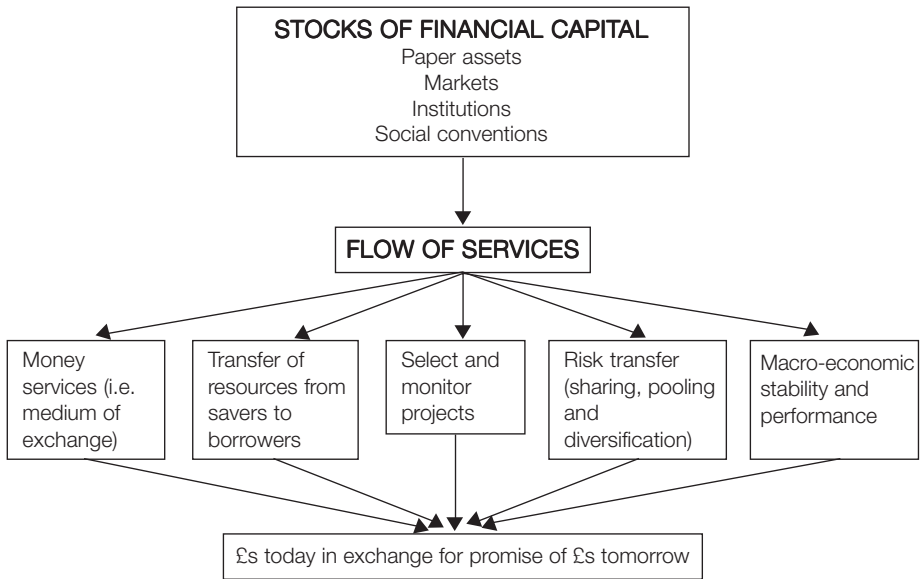 STOCKS OF FINANCIAL CAPITAL
Paper assets
Markets
Institutions
Social conventions
FLOW OF SERVICES
Money
services (i.e.
medium of
exchange)
Transfer of
resources from
savers to
borrowers
Select and
monitor
projects
Risk transfer
(sharing, pooling
and
diversification)
Macro-economic
stability and
performance
£s today in exchange for promise of £s tomorrow